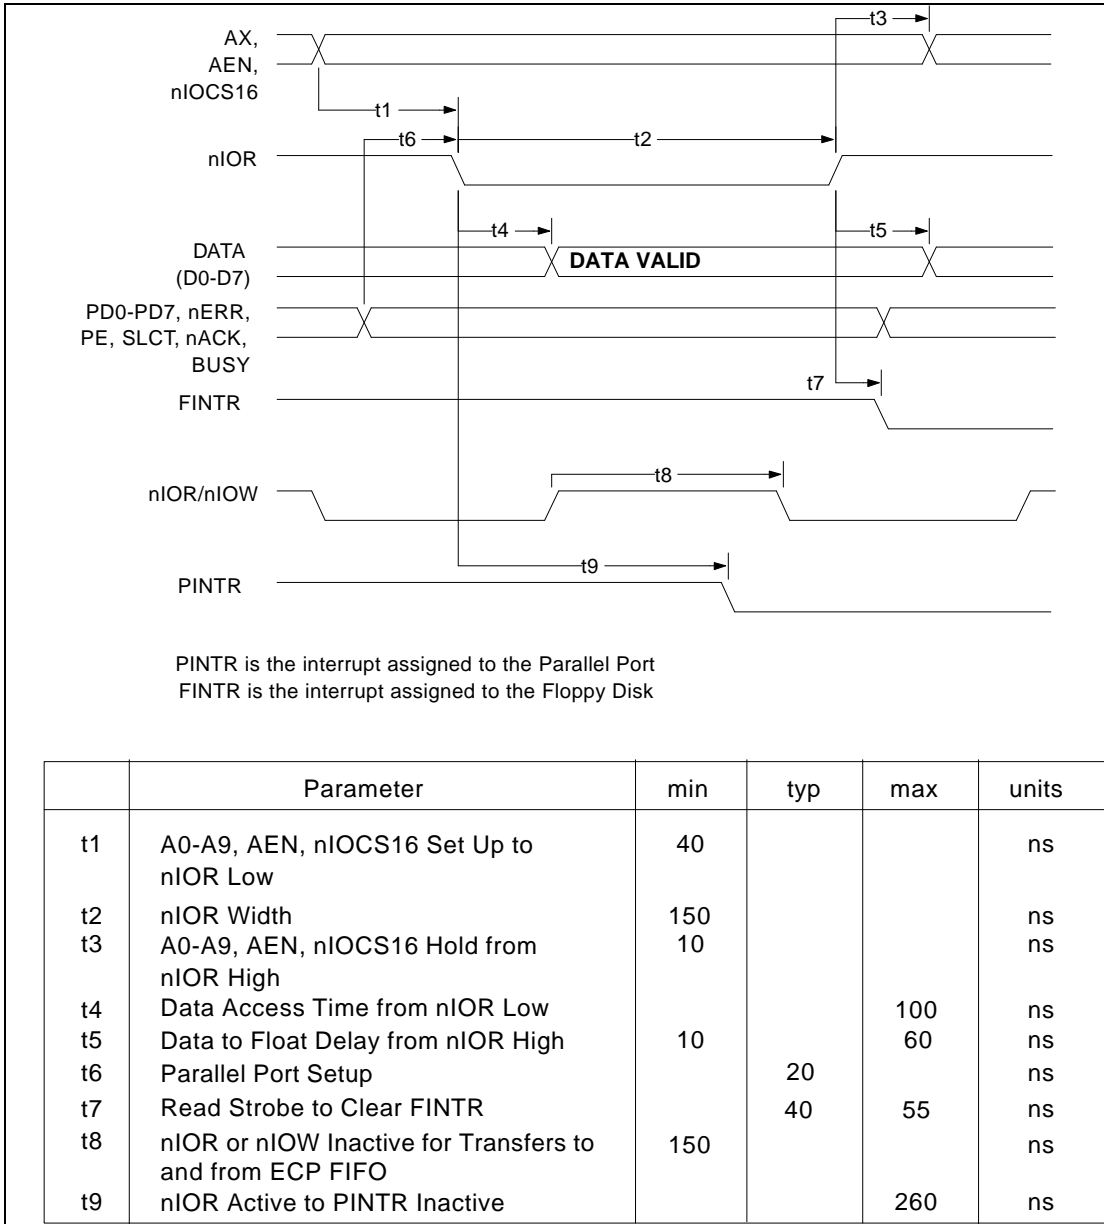 t3
AX,
AEN,
nIOCS16
t1
t6
t2
nIOR
t4
t5
DATA
(D0-D7)
DATA VALID
PD0-PD7, nERR,
PE, SLCT, nACK,
BUSY
t7
FINTR
t8
nIOR/nIOW
t9
PINTR
PINTR is the interrupt assigned to the Parallel Port
FINTR is the interrupt assigned to the Floppy Disk
Parameter min typ max units
t1 A0-A9, AEN, nIOCS16 Set Up to 40 ns
nIOR Low
t2 nIOR Width 150 ns
t3 A0-A9, AEN, nIOCS16 Hold from 10 ns
nIOR High
t4 Data Access Time from nIOR Low 100 ns
t5 Data to Float Delay from nIOR High 10 60 ns
t6 Parallel Port Setup 20 ns
t7 Read Strobe to Clear FINTR 40 55 ns
t8 nIOR or nIOW Inactive for Transfers to 150 ns
and from ECP FIFO
t9 nIOR Active to PINTR Inactive 260 ns